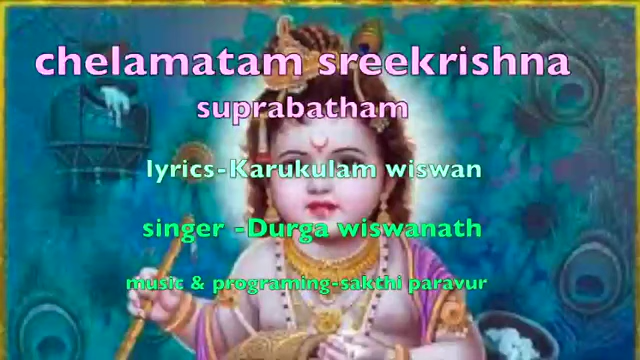 chelamatam sreekrishna
suprabatham
lyrics-Karukulam wiswan
singer -Durga wiswanath
music & programing-sakthi paravur